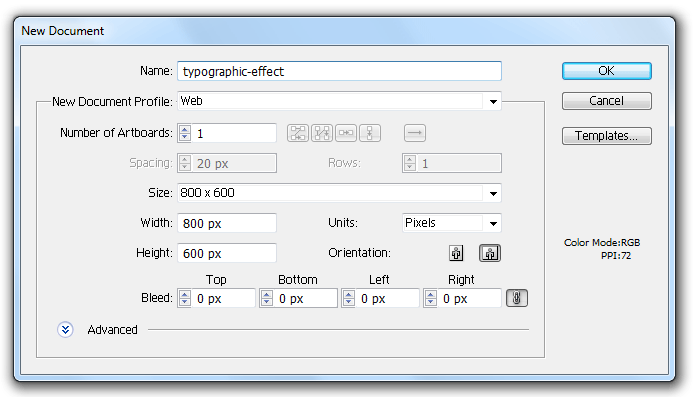 New Document
Name: typographic-effect
OK
New Document Profile: Web
Cancel
Number of Artboards: 1
Templates...
Spacing: 20 px Rows: 1
Size: 800 x 600
Width: 800 px Units: Pixels
Height: 600 px Orientation:
Color Mode:RGB
PPI:72
Top Bottom Left Right
Bleed: 0 px 0 px 0 px 0 px
Advanced